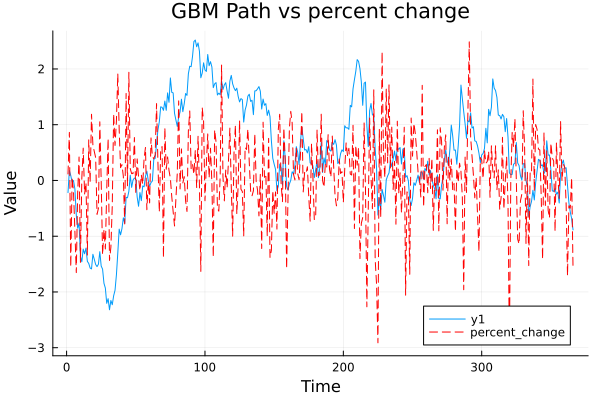 GBM Path vs percent change
Value
2
1
0
−1
−2
−3
0
100
200
300
Time
y1
percent_change